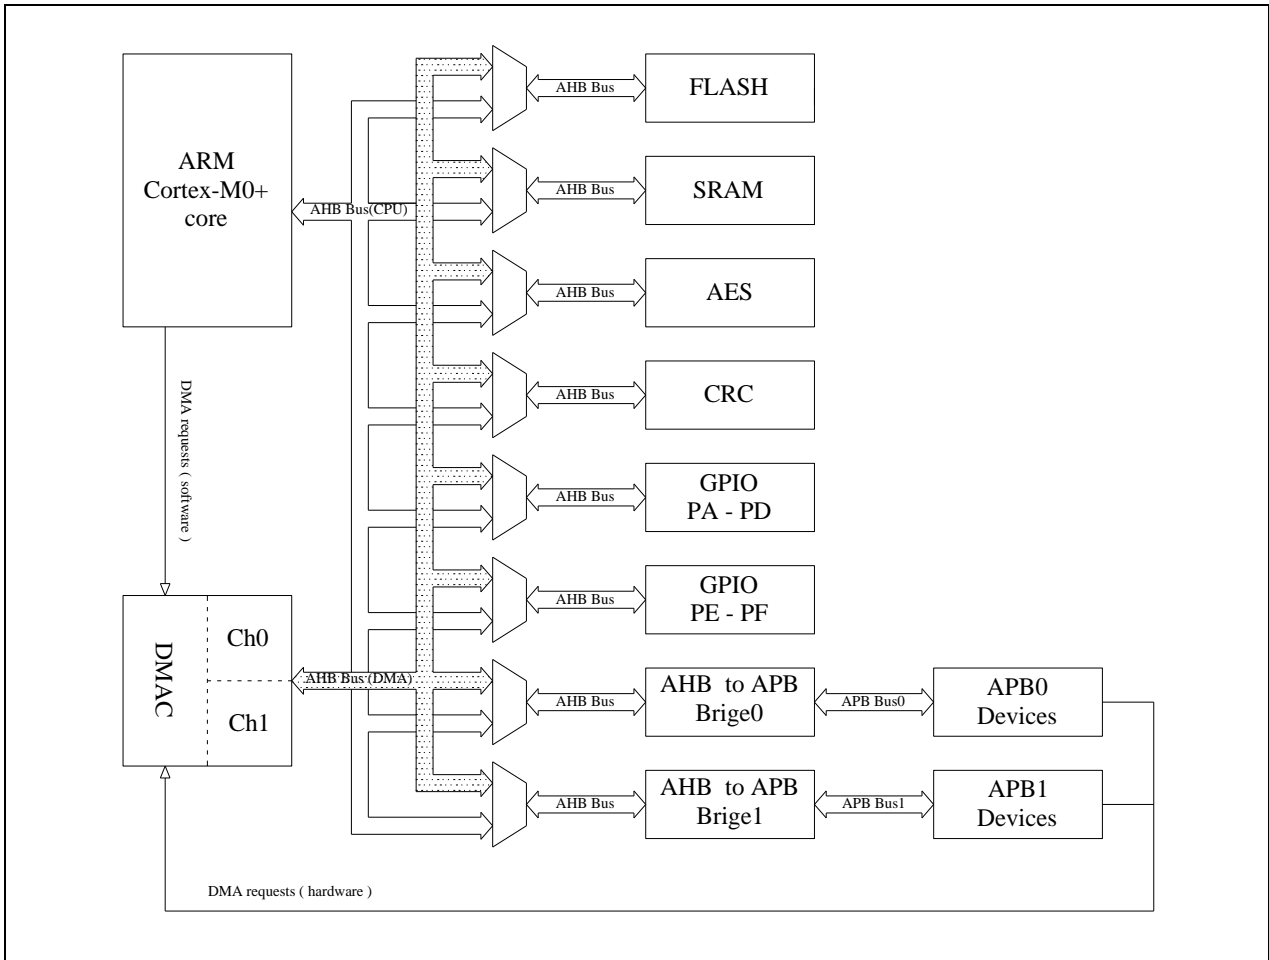 FLASH
AHB Bus
ARM
Cortex-M0+
core
SRAM
AHB Bus
AHB Bus(CPU)
AES
AHB Bus
CRC
AHB Bus
DMA requests ( software )
GPIO
PA - PD
AHB Bus
GPIO
PE - PF
AHB Bus
DMAC
Ch0
Ch1
AHB Bus (DMA)
AHB Bus
AHB to APB
Brige0
APB Bus0
APB0
Devices
AHB Bus
AHB to APB
Brige1
APB Bus1
APB1
Devices
DMA requests ( hardware )